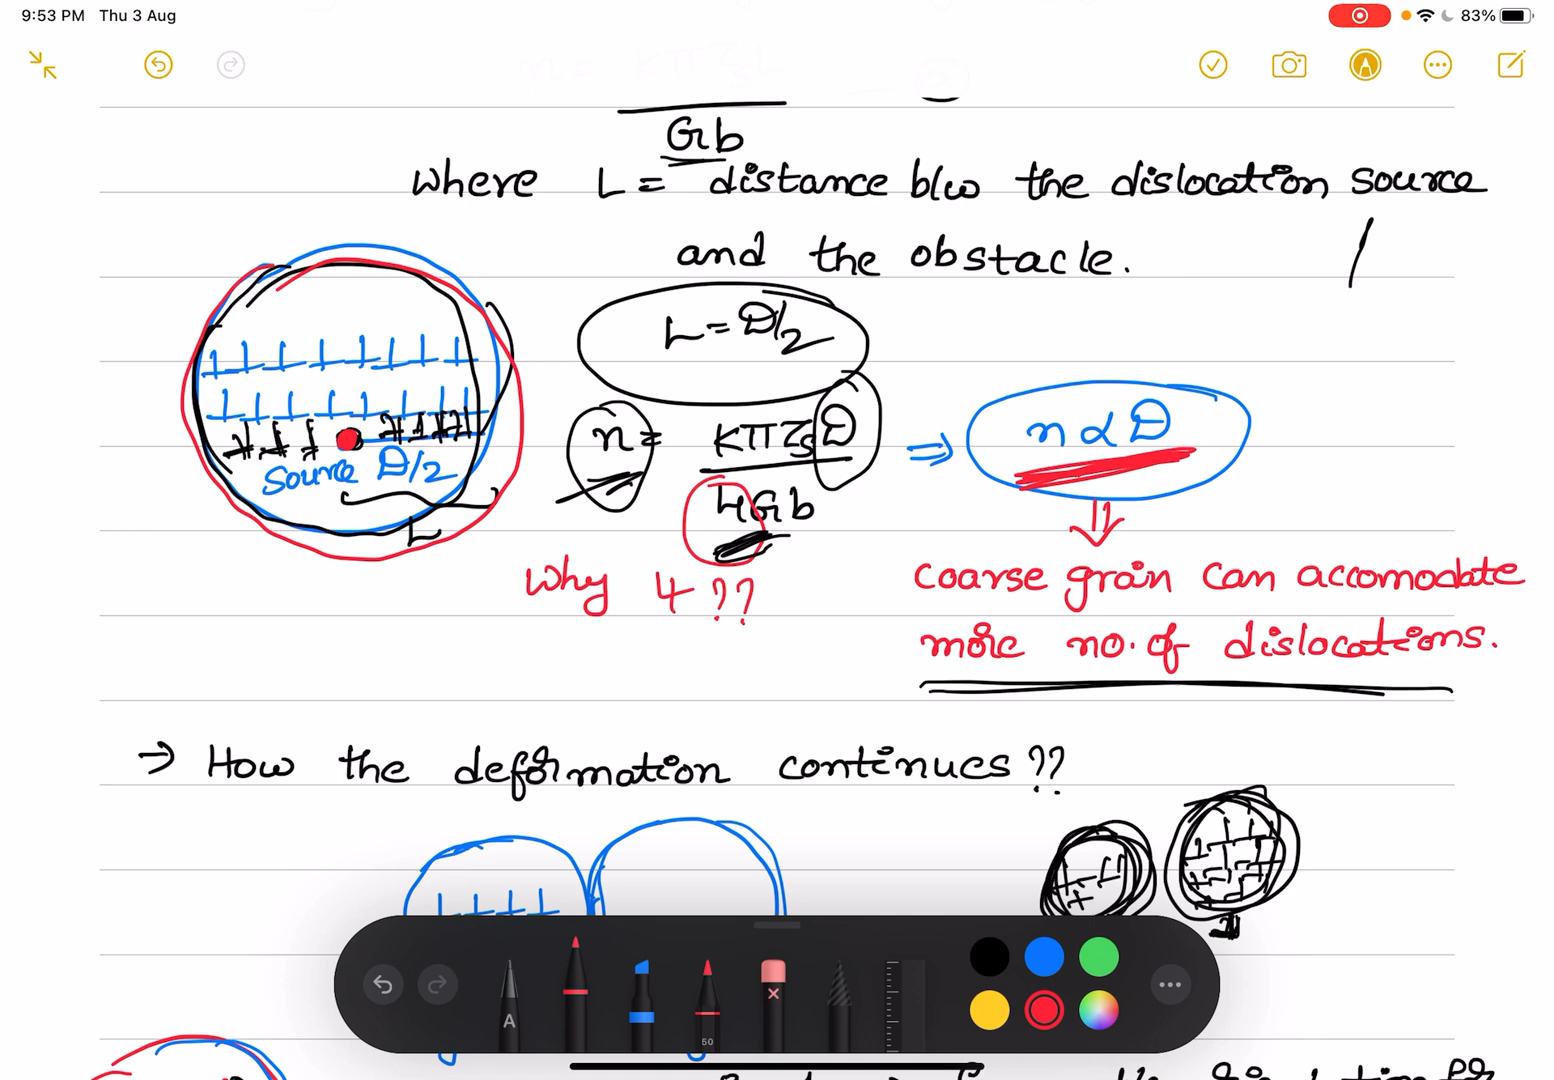 9:53 PM Thu 3 Aug 83%
n = KπτsL
Gb
where L = distance b/w the dislocation source
and the obstacle.
L = D/2
n = KπτsD ⇒ n α D
4Gb
Source D/2
L
Why 4 ??
⇓
coarse grain can accomodate
more no. of dislocations.
→ How the deformation continues ??
A
50